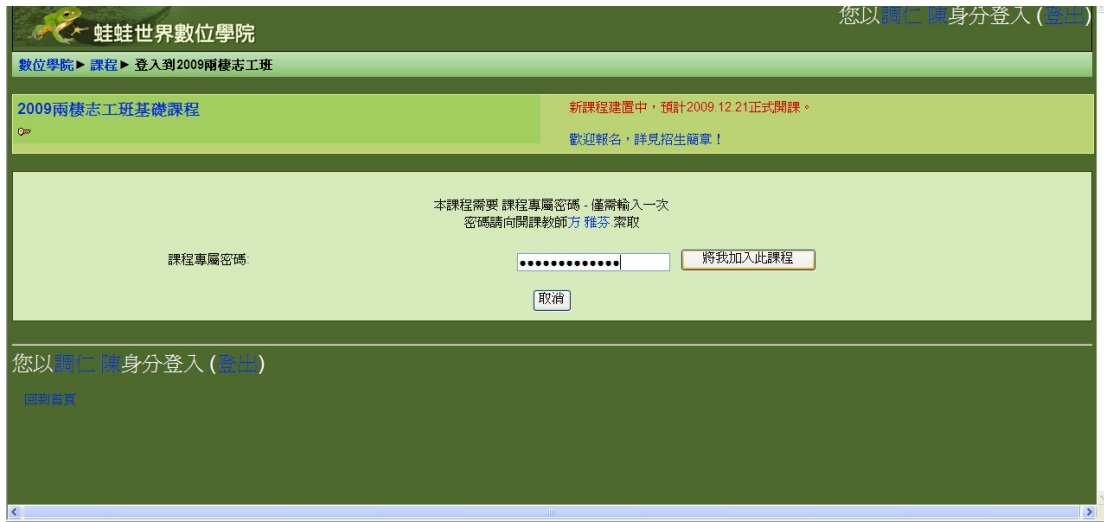 蛙蛙世界數位學院
您以調仁 陳身分登入 (登出)
數位學院► 課程► 登入到2009兩棲志工班
2009兩棲志工班基礎課程
新課程建置中，預計2009.12.21正式開課。
歡迎報名，詳見招生簡章！
本課程需要 課程專屬密碼 - 僅需輸入一次
密碼請向開課教師方 雅芬 索取
課程專屬密碼:
將我加入此課程
取消
您以調仁 陳身分登入 (登出)
回到首頁